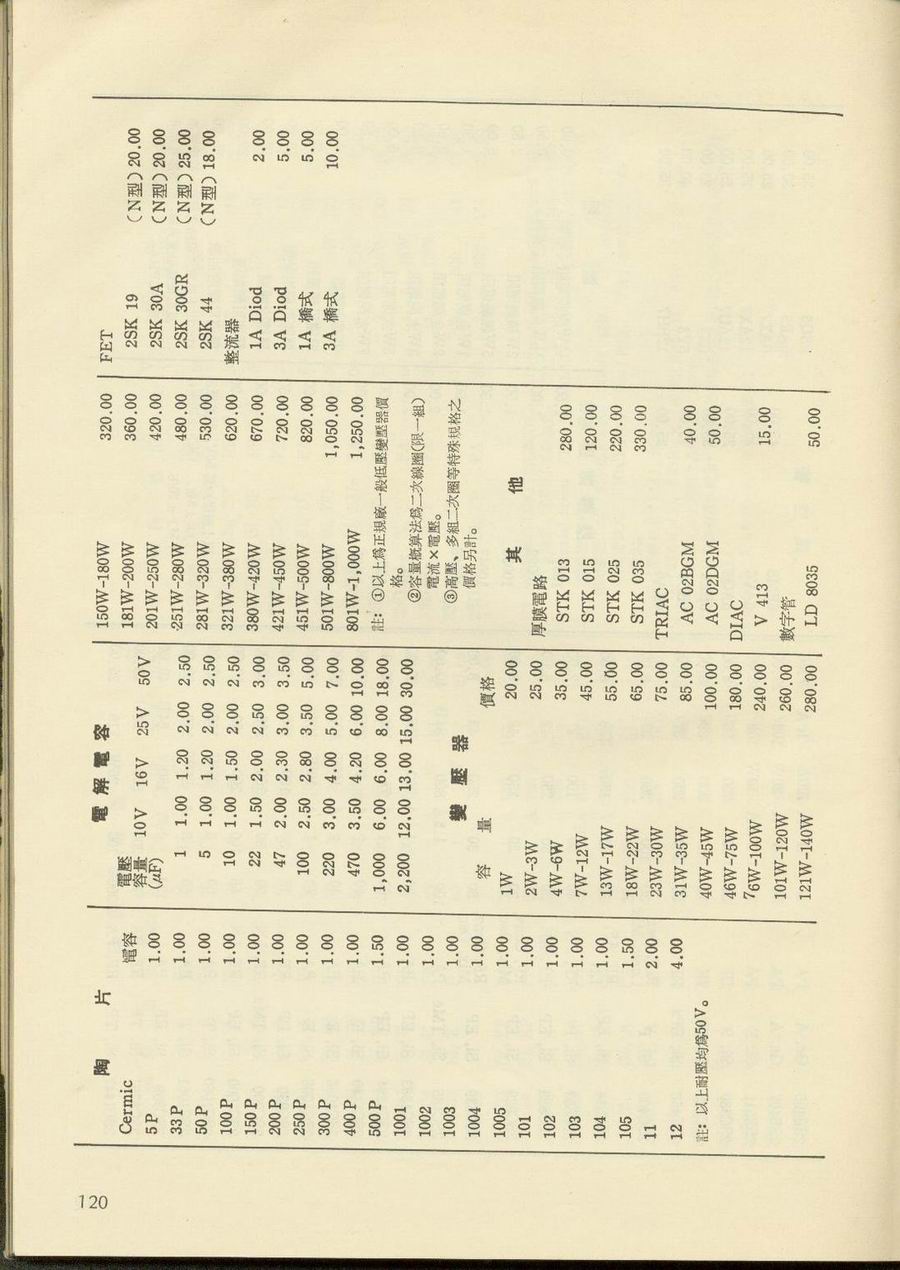 陶 片
Cermic 電容
5 P 1.00
33 P 1.00
50 P 1.00
100 P 1.00
150 P 1.00
200 P 1.00
250 P 1.00
300 P 1.00
400 P 1.00
500 P 1.50
1001 1.00
1002 1.00
1003 1.00
1004 1.00
1005 1.00
101 1.00
102 1.00
103 1.00
104 1.00
105 1.50
11 2.00
12 4.00
註：以上耐壓均爲50V。
電解電容
電壓 10V 16V 25V 50V
容量
(μF)
1 1.00 1.20 2.00 2.50
5 1.00 1.20 2.00 2.50
10 1.00 1.50 2.00 2.50
22 1.50 2.00 2.50 3.00
47 2.00 2.30 3.00 3.50
100 2.50 2.80 3.50 5.00
220 3.00 4.00 5.00 7.00
470 3.50 4.20 6.00 10.00
1,000 6.00 6.00 8.00 18.00
2,200 12.00 13.00 15.00 30.00
變壓器
容量 價格
1W 20.00
2W-3W 25.00
4W-6W 35.00
7W-12W 45.00
13W-17W 55.00
18W-22W 65.00
23W-30W 75.00
31W-35W 85.00
40W-45W 100.00
46W-75W 180.00
76W-100W 240.00
101W-120W 260.00
121W-140W 280.00
150W-180W 320.00
181W-200W 360.00
201W-250W 420.00
251W-280W 480.00
281W-320W 530.00
321W-380W 620.00
380W-420W 670.00
421W-450W 720.00
451W-500W 820.00
501W-800W 1,050.00
801W-1,000W 1,250.00
註：①以上爲正規廠一般低壓變壓器價
格。
②容量概算法爲二次線圈(限一組)
電流×電壓。
③高壓、多組二次圈等特殊規格之
價格另計。
其 他
厚膜電路
STK 013 280.00
STK 015 120.00
STK 025 220.00
STK 035 330.00
TRIAC
AC 02BGM 40.00
AC 02DGM 50.00
DIAC
V 413 15.00
數字管
LD 8035 50.00
FET
2SK 19 (N型) 20.00
2SK 30A (N型) 20.00
2SK 30GR (N型) 25.00
2SK 44 (N型) 18.00
整流器
1A Diod 2.00
3A Diod 5.00
1A 橋式 5.00
3A 橋式 10.00
120